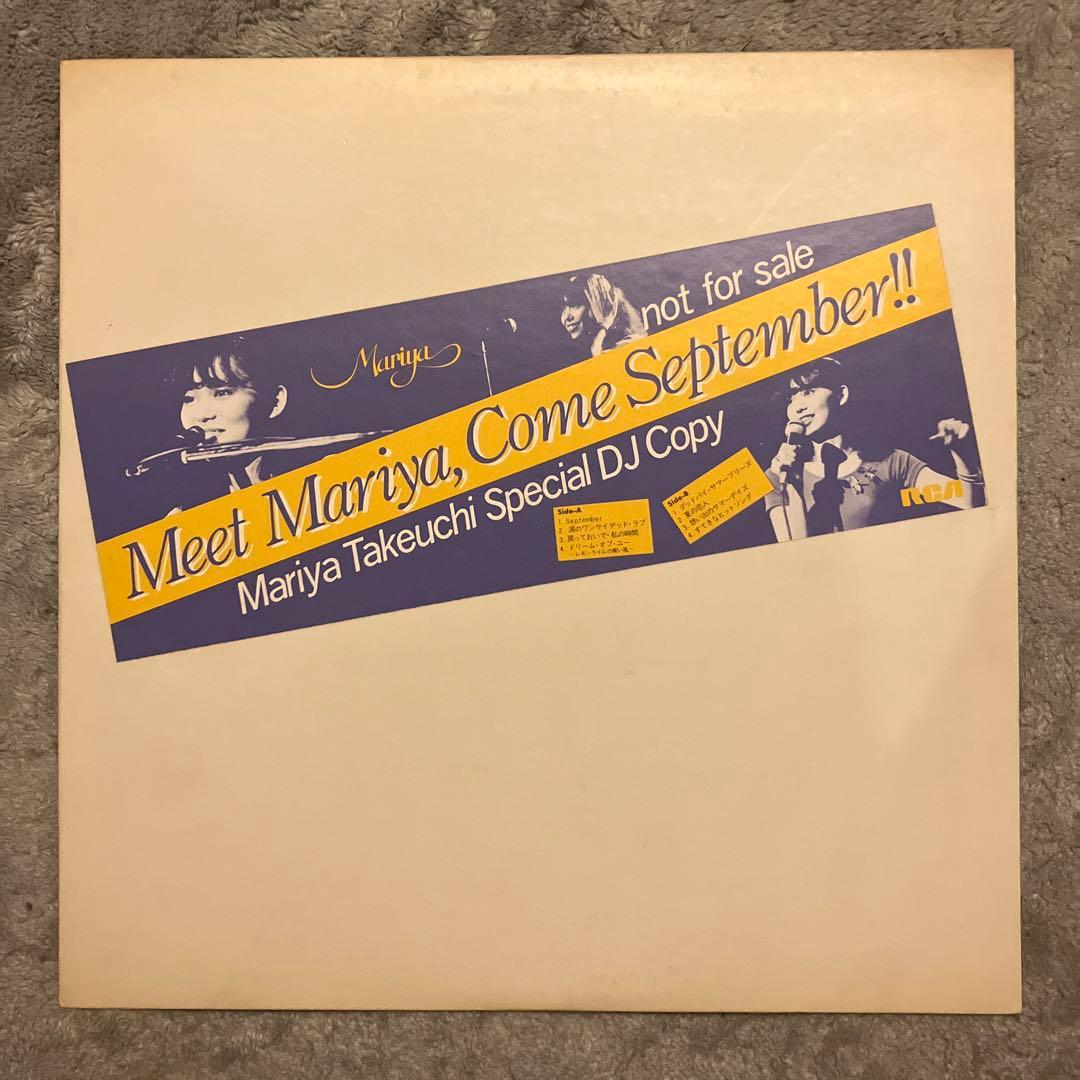 Mariya
not for sale
Meet Mariya, Come September!!
Mariya Takeuchi Special DJ Copy
Side-A
1. September
2. 涙のワンサイデッド・ラブ
3. 戻っておいで・私の時間
4. ドリーム・オブ・ユー
〜レモンライムの青い風〜
Side-B
1. グッドバイ・サマーブリーズ
2. 夏の恋人
3. 想い出のサマーデイズ
4. すてきなヒットソング
RCA